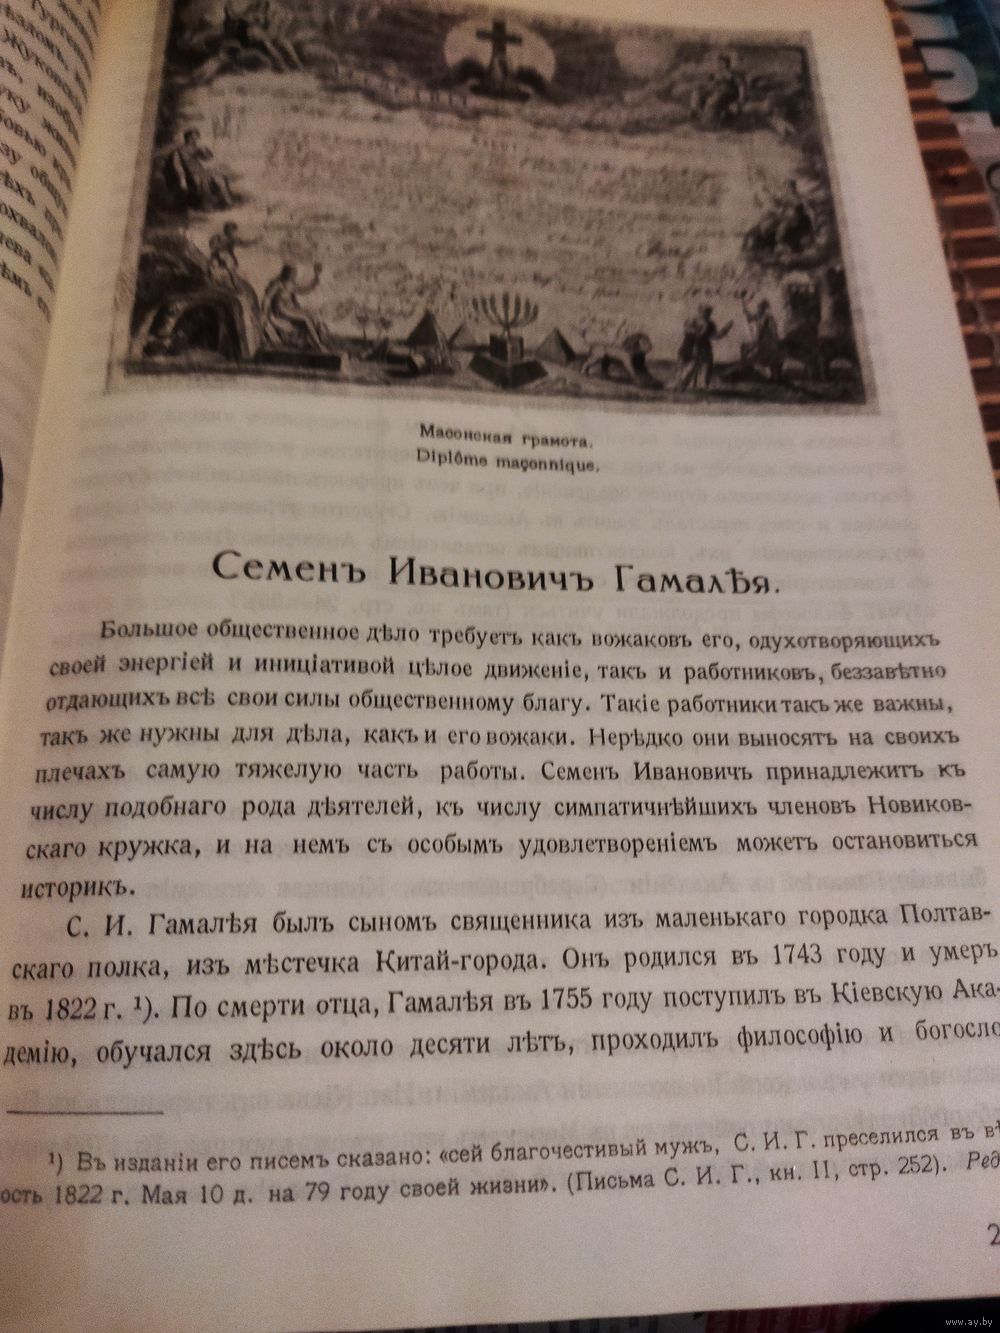 Масонская грамота.
Diplôme maçonnique.
Семенъ Ивановичъ Гамалѣя.
Большое общественное дѣло требуетъ какъ вожаковъ его, одухотворяющихъ
своей энергіей и иниціативой цѣлое движеніе, такъ и работниковъ, беззавѣтно
отдающихъ всѣ свои силы общественному благу. Такіе работники такъ же важны,
такъ же нужны для дѣла, какъ и его вожаки. Нерѣдко они выносятъ на своихъ
плечахъ самую тяжелую часть работы. Семенъ Ивановичъ принадлежитъ къ
числу подобнаго рода дѣятелей, къ числу симпатичнѣйшихъ членовъ Новиков-
скаго кружка, и на немъ съ особымъ удовлетвореніемъ можетъ остановиться
историкъ.
С. И. Гамалѣя былъ сыномъ священника изъ маленькаго городка Полтав-
скаго полка, изъ мѣстечка Китай-города. Онъ родился въ 1743 году и умеръ
въ 1822 г. ¹). По смерти отца, Гамалѣя въ 1755 году поступилъ въ Кіевскую Ака-
демію, обучался здѣсь около десяти лѣтъ, проходилъ философію и богосло
¹) Въ изданіи его писемъ сказано: «сей благочестивый мужъ, С. И. Г. преселился въ вѣ
ость 1822 г. Мая 10 д. на 79 году своей жизни». (Письма С. И. Г., кн. II, стр. 252). Ред
2
www.ay.by